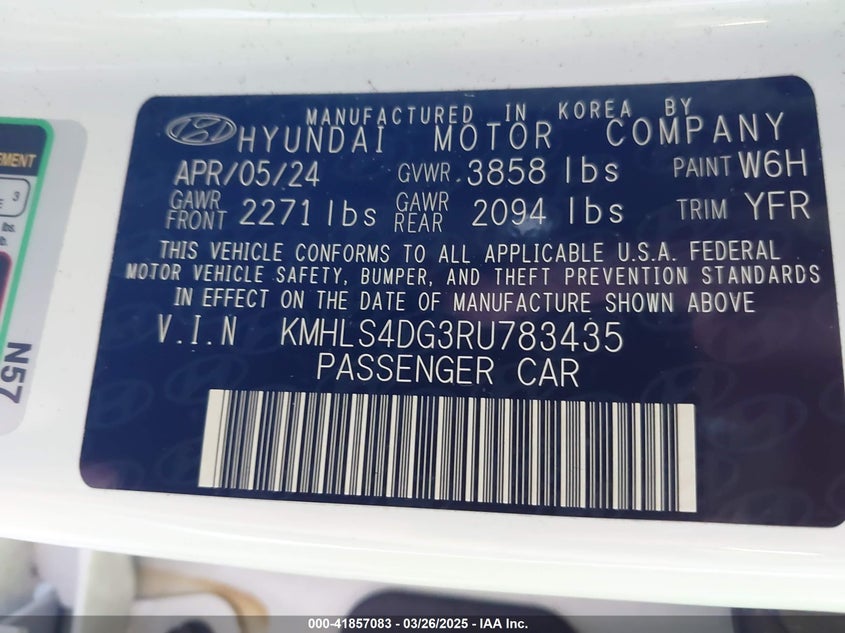 MANUFACTURED IN KOREA BY
HYUNDAI MOTOR COMPANY
APR/05/24 GVWR 3858 lbs PAINT W6H
GAWR FRONT 2271 lbs GAWR REAR 2094 lbs TRIM YFR
THIS VEHICLE CONFORMS TO ALL APPLICABLE U.S.A. FEDERAL
MOTOR VEHICLE SAFETY, BUMPER, AND THEFT PREVENTION STANDARDS
IN EFFECT ON THE DATE OF MANUFACTURE SHOWN ABOVE
V.I.N KMHLS4DG3RU783435
PASSENGER CAR
3
lbs.
N57
000-41857083 - 03/26/2025 - IAA Inc.